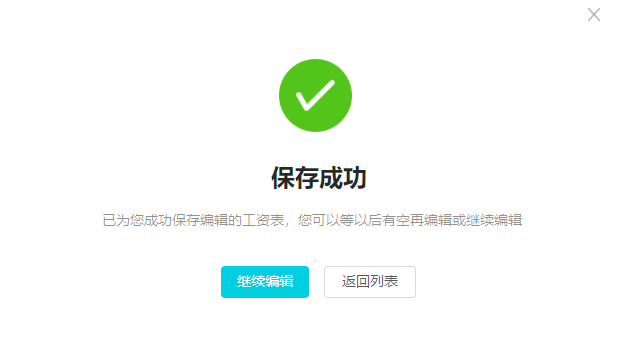 保存成功
已为您成功保存编辑的工资表，您可以等以后有空再编辑或继续编辑
继续编辑
返回列表